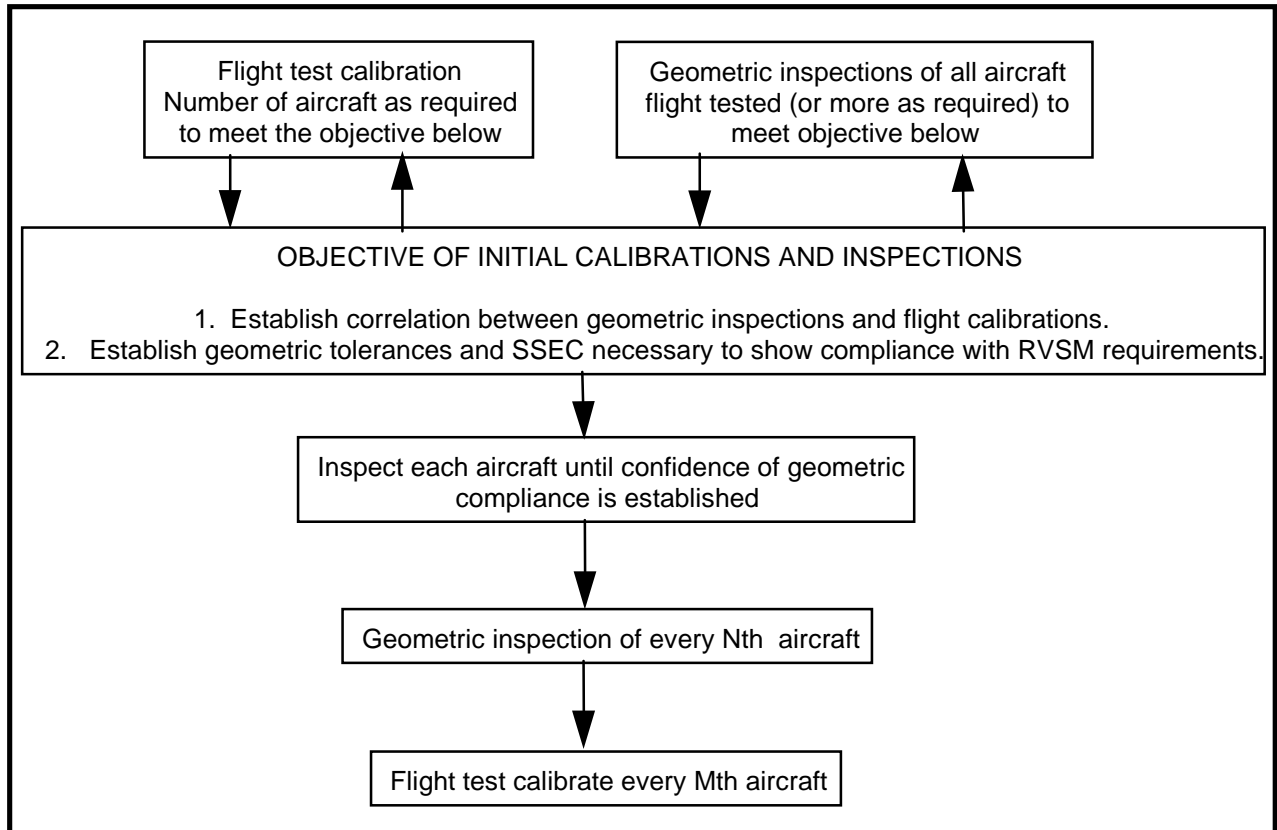 Flight test calibration
Number of aircraft as required
to meet the objective below
Geometric inspections of all aircraft
flight tested (or more as required) to
meet objective below
OBJECTIVE OF INITIAL CALIBRATIONS AND INSPECTIONS
1. Establish correlation between geometric inspections and flight calibrations.
2. Establish geometric tolerances and SSEC necessary to show compliance with RVSM requirements.
Inspect each aircraft until confidence of geometric
compliance is established
Geometric inspection of every Nth aircraft
Flight test calibrate every Mth aircraft